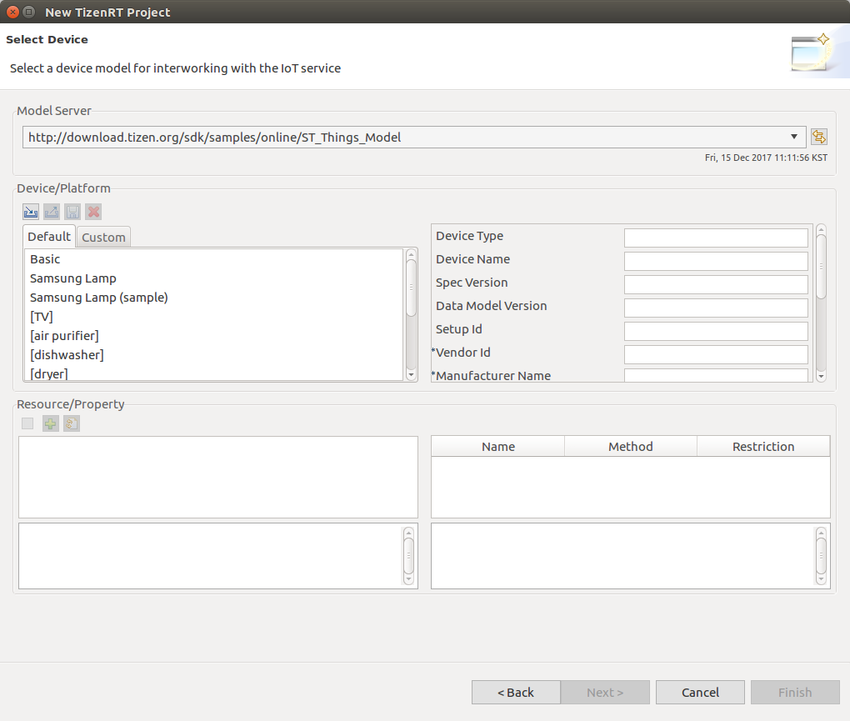 New TizenRT Project
Select Device
Select a device model for interworking with the IoT service
Model Server
http://download.tizen.org/sdk/samples/online/ST_Things_Model
Fri, 15 Dec 2017 11:11:56 KST
Device/Platform
Default
Custom
Basic
Samsung Lamp
Samsung Lamp (sample)
[TV]
[air purifier]
[dishwasher]
[dryer]
Device Type
Device Name
Spec Version
Data Model Version
Setup Id
*Vendor Id
*Manufacturer Name
Resource/Property
Name Method Restriction
< Back Next > Cancel Finish